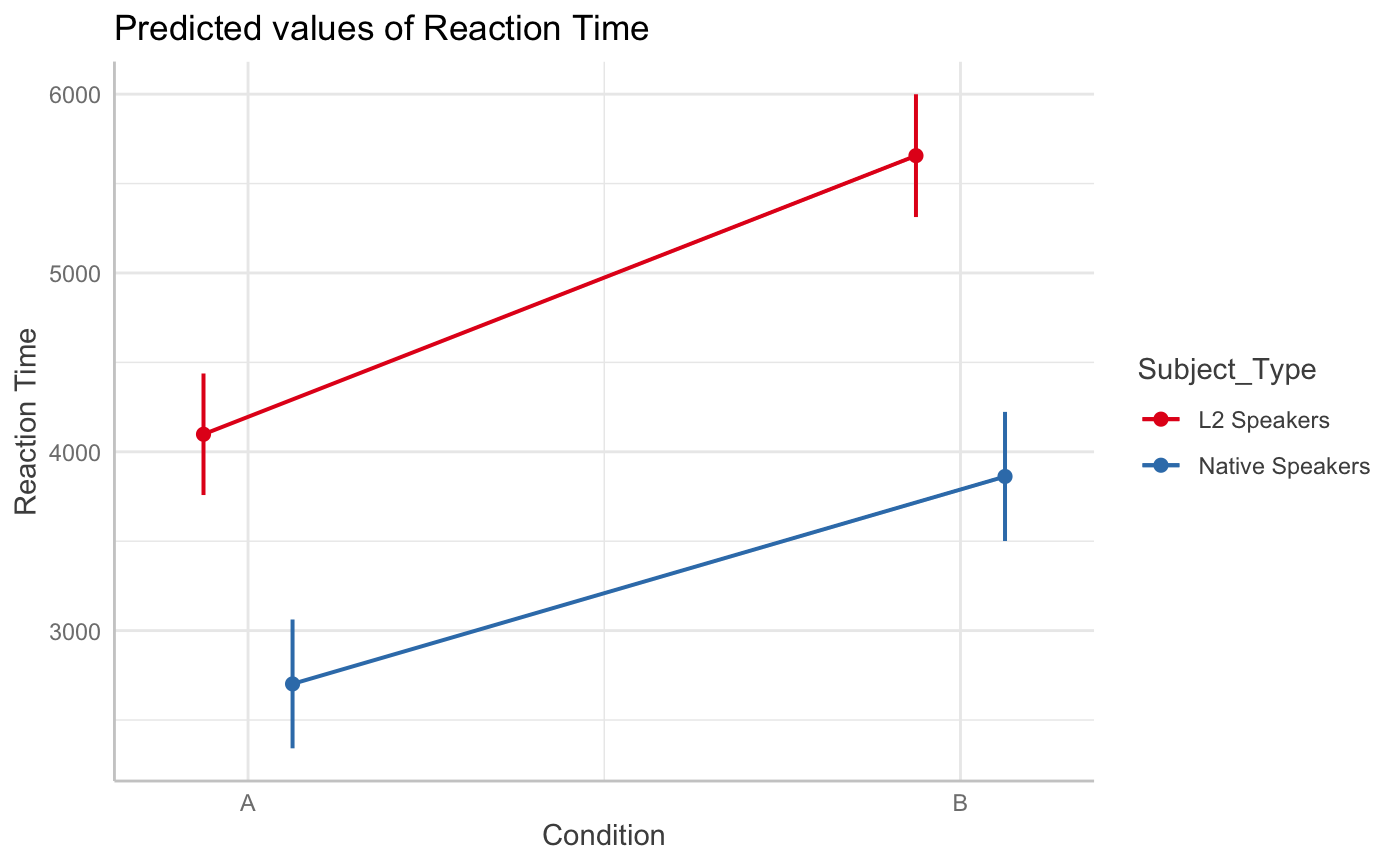 Predicted values of Reaction Time
6000
5000
4000
3000
Reaction Time
A
B
Condition
Subject_Type
L2 Speakers
Native Speakers